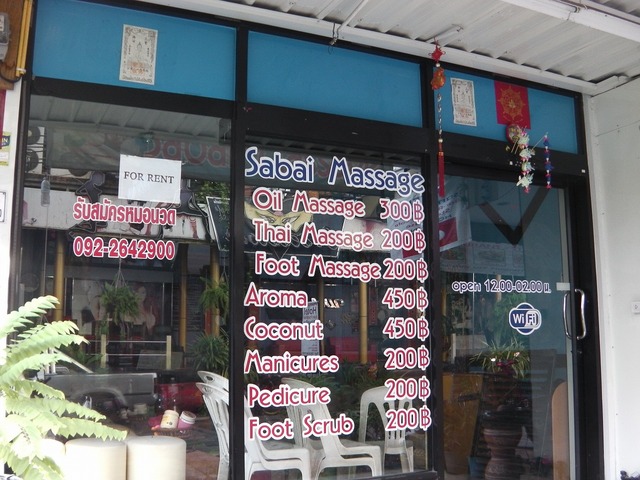 FOR RENT
รับสมัครหมอนวด
092-2642900
Sabai Massage
Oil Massage 300฿
Thai Massage 200฿
Foot Massage 200฿
Aroma 450฿
Coconut 450฿
Manicures 200฿
Pedicure 200฿
Foot Scrub 200฿
open 12.00-02.00 น.
WiFi